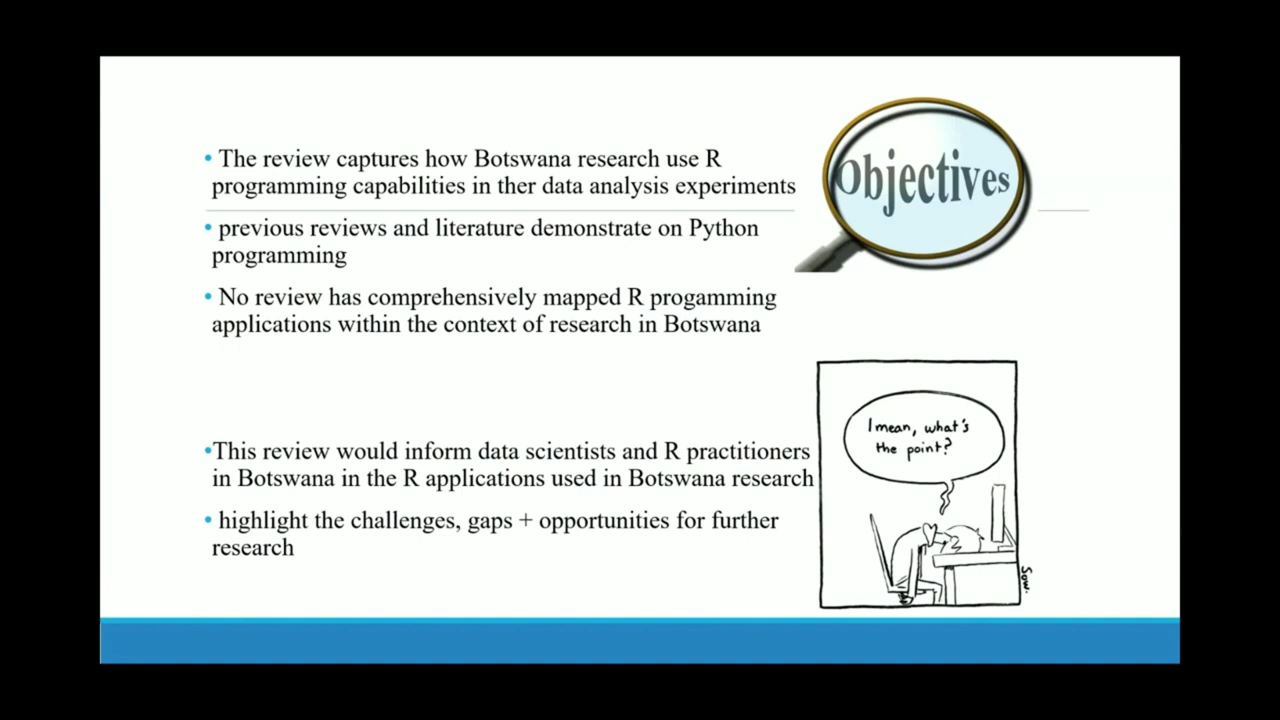 • The review captures how Botswana research use R
programming capabilities in ther data analysis experiments
• previous reviews and literature demonstrate on Python
programming
• No review has comprehensively mapped R progamming
applications within the context of research in Botswana
•This review would inform data scientists and R practitioners
in Botswana in the R applications used in Botswana research
• highlight the challenges, gaps + opportunities for further
research
Objectives
I mean, what's
the point?
Sow.